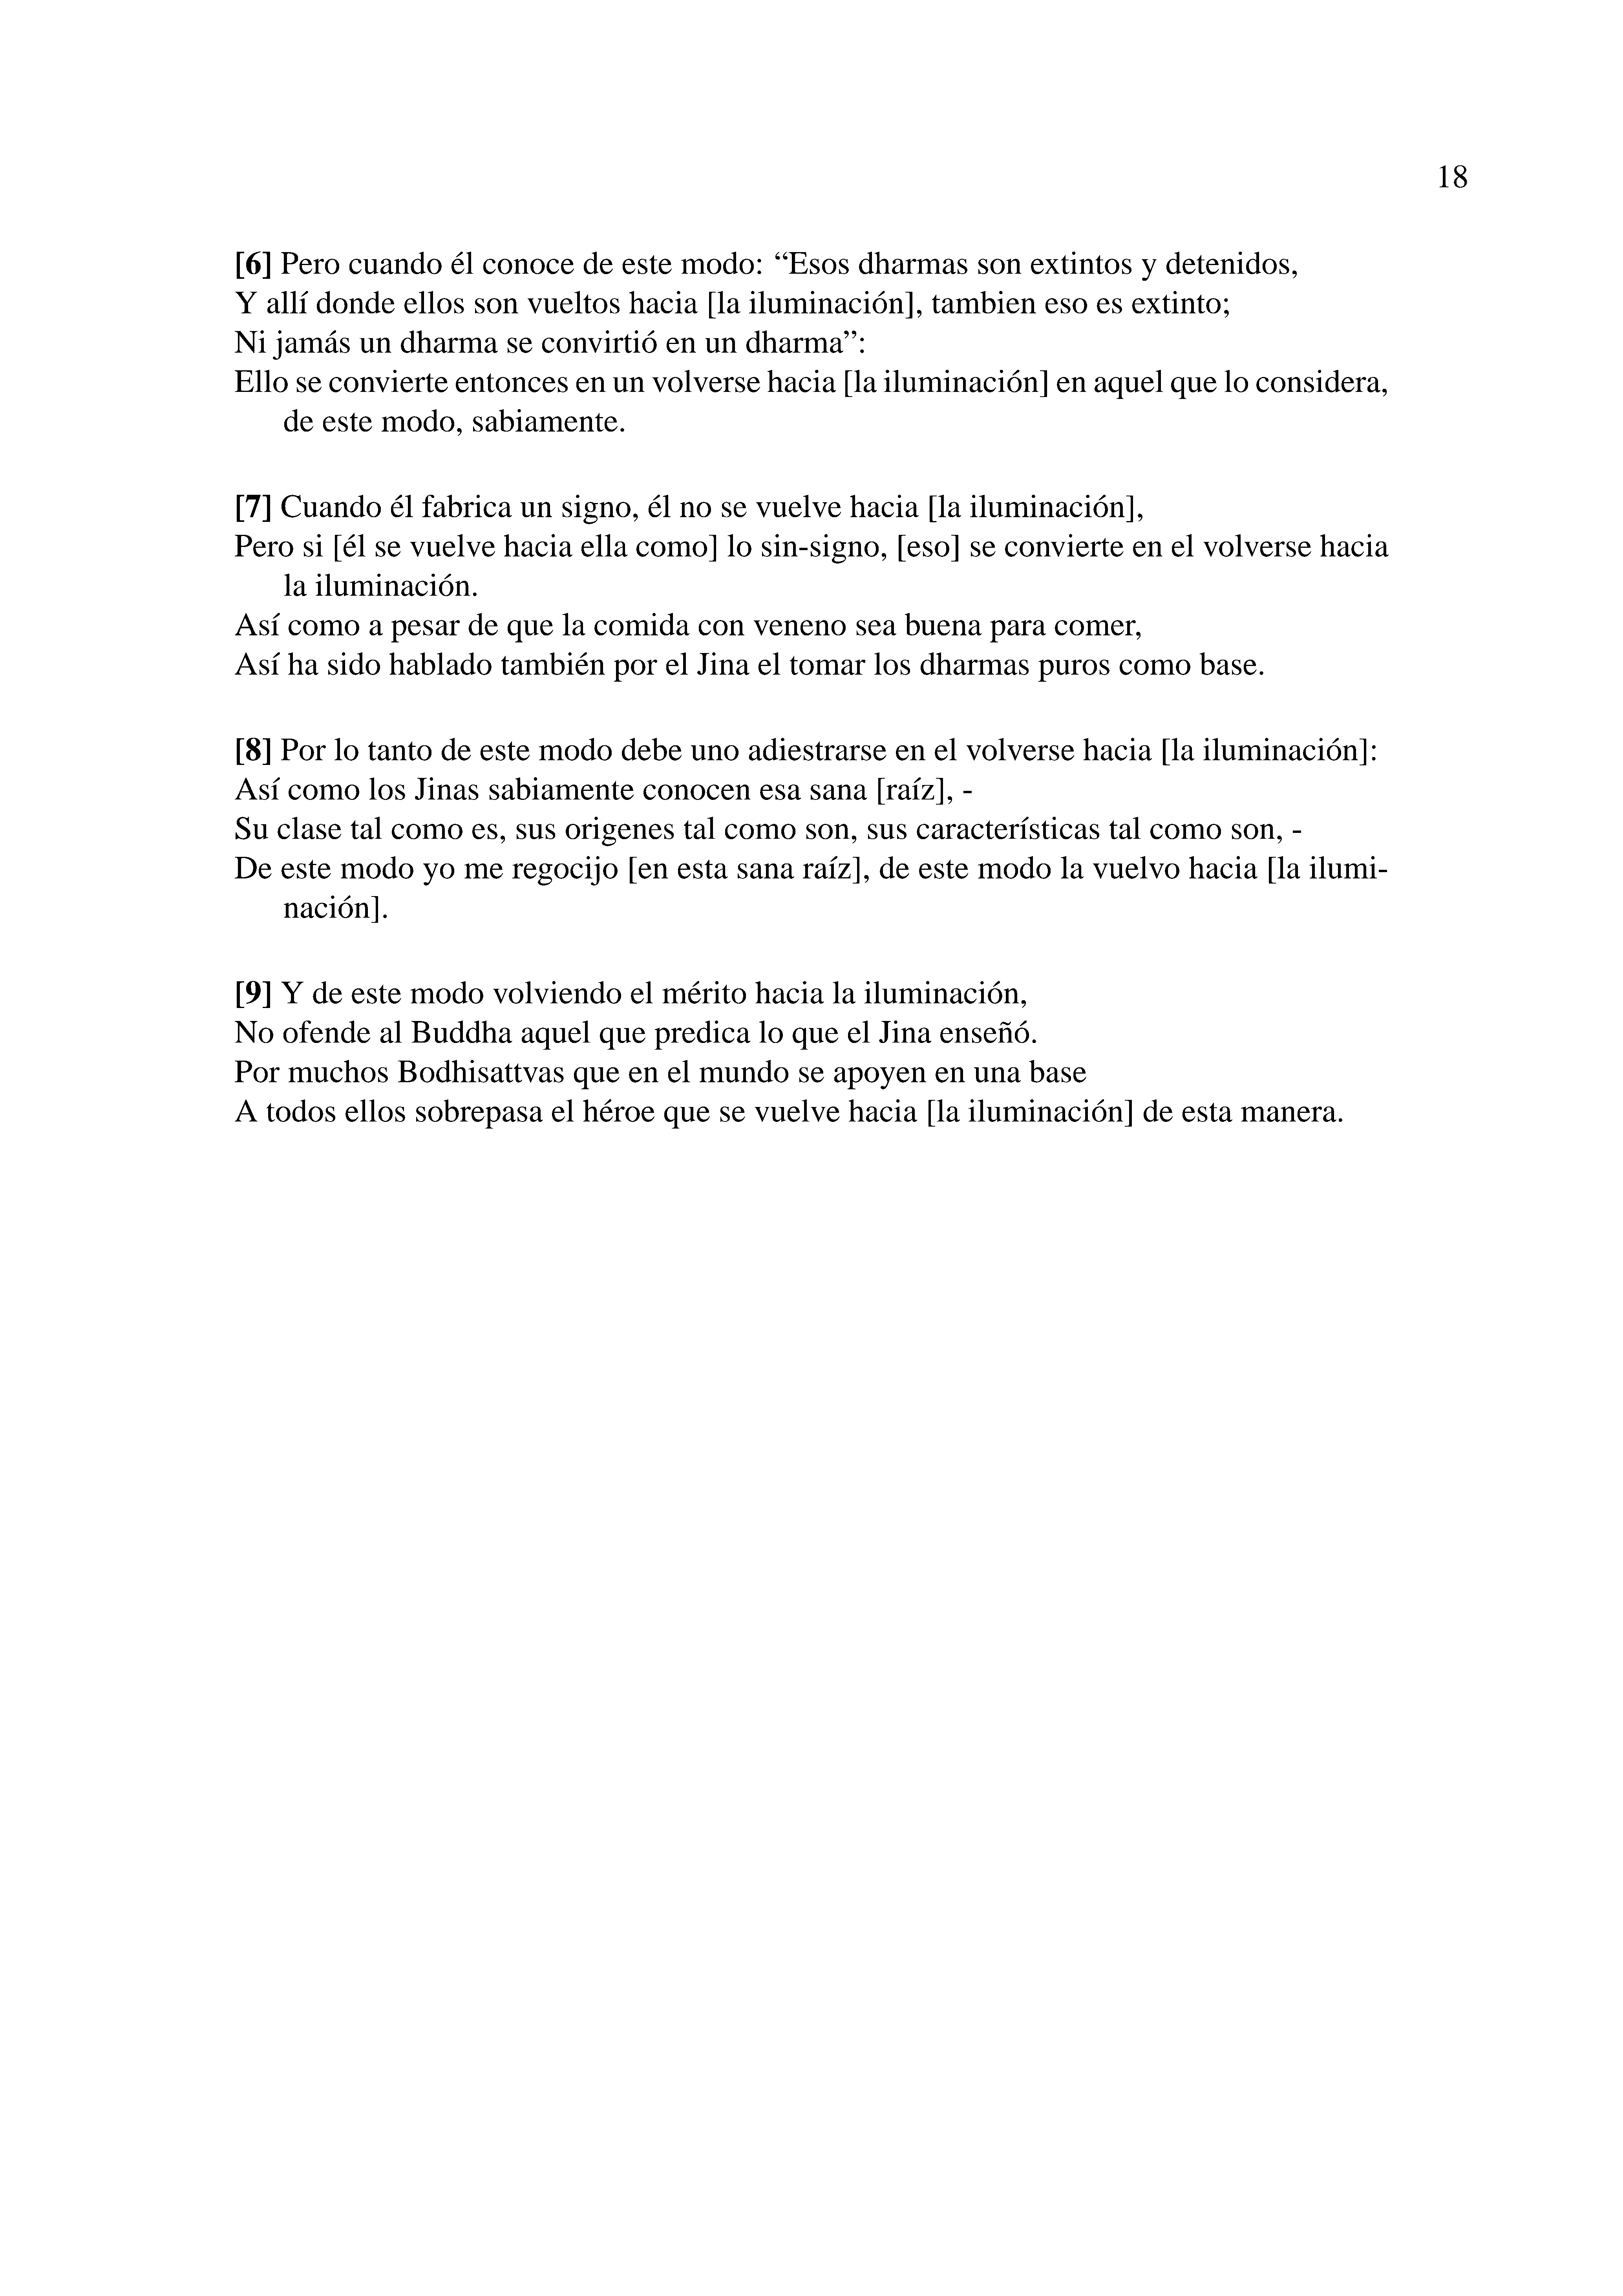 18
[6] Pero cuando él conoce de este modo: “Esos dharmas son extintos y detenidos,
Y allí donde ellos son vueltos hacia [la iluminación], tambien eso es extinto;
Ni jamás un dharma se convirtió en un dharma”:
Ello se convierte entonces en un volverse hacia [la iluminación] en aquel que lo considera,
de este modo, sabiamente.
[7] Cuando él fabrica un signo, él no se vuelve hacia [la iluminación],
Pero si [él se vuelve hacia ella como] lo sin-signo, [eso] se convierte en el volverse hacia
la iluminación.
Así como a pesar de que la comida con veneno sea buena para comer,
Así ha sido hablado también por el Jina el tomar los dharmas puros como base.
[8] Por lo tanto de este modo debe uno adiestrarse en el volverse hacia [la iluminación]:
Así como los Jinas sabiamente conocen esa sana [raíz], -
Su clase tal como es, sus origenes tal como son, sus características tal como son, -
De este modo yo me regocijo [en esta sana raíz], de este modo la vuelvo hacia [la ilumi-
nación].
[9] Y de este modo volviendo el mérito hacia la iluminación,
No ofende al Buddha aquel que predica lo que el Jina enseñó.
Por muchos Bodhisattvas que en el mundo se apoyen en una base
A todos ellos sobrepasa el héroe que se vuelve hacia [la iluminación] de esta manera.